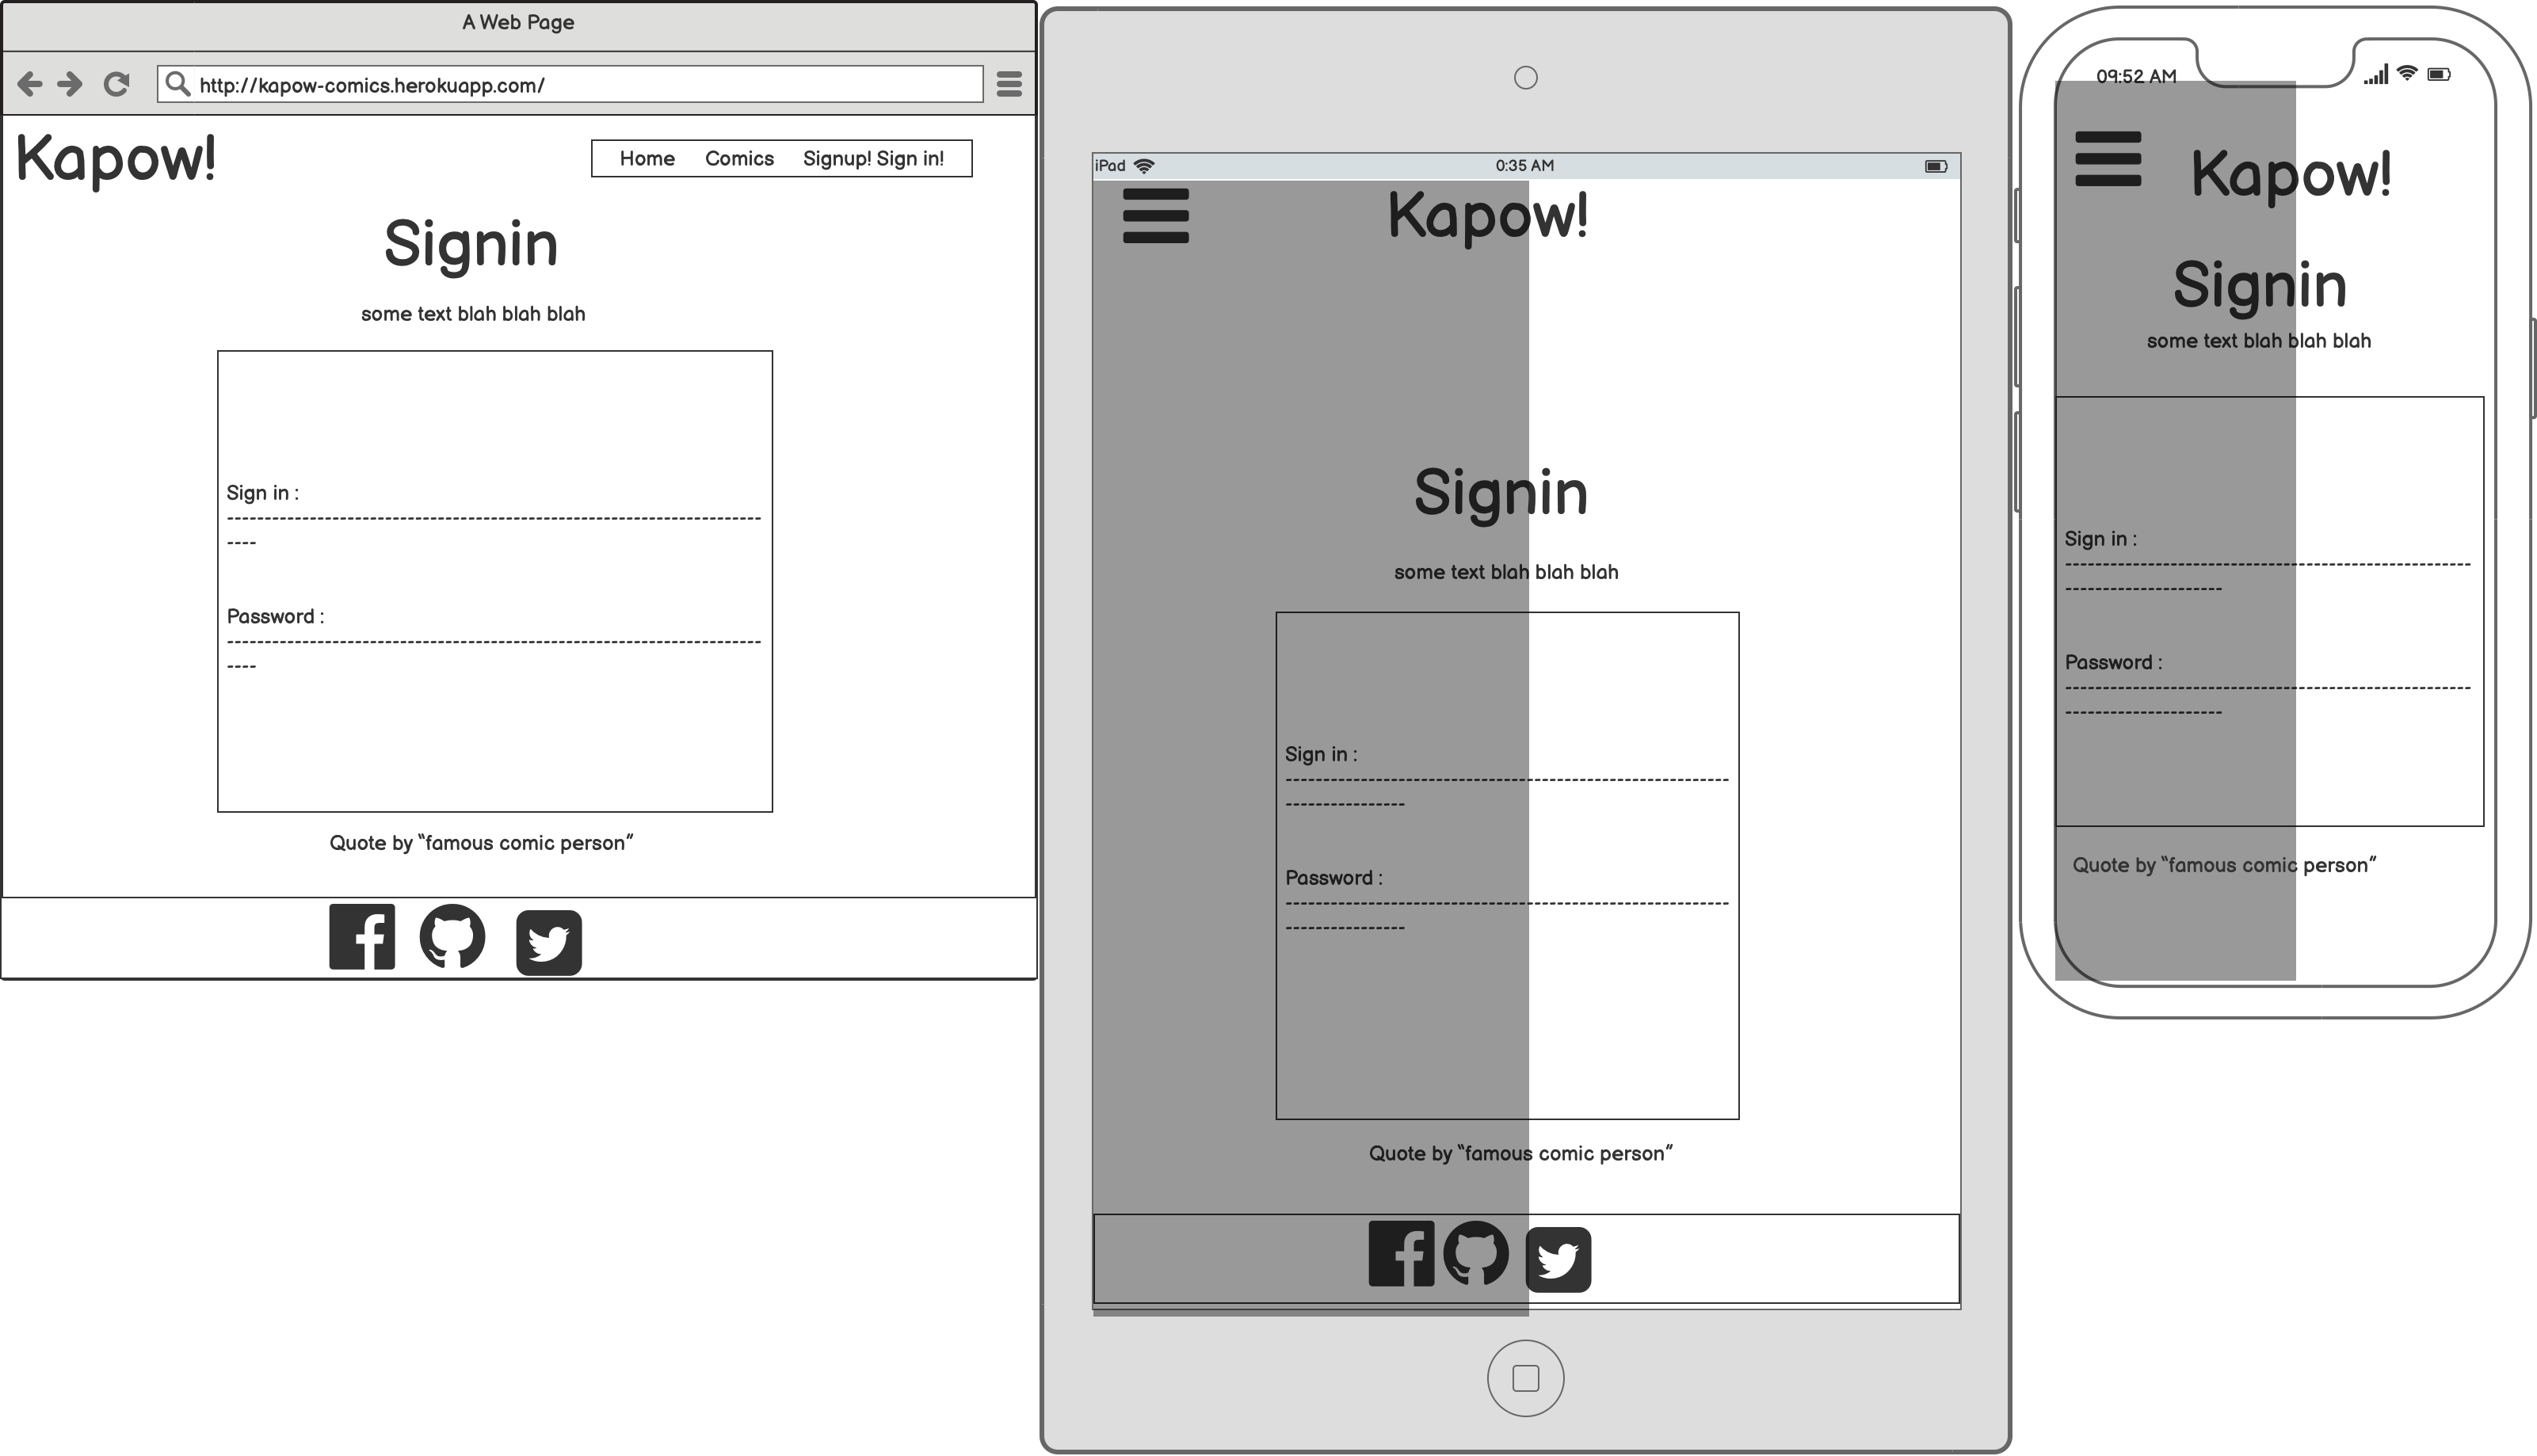 A Web Page
http://kapow-comics.herokuapp.com/
Kapow!
Home Comics Signup! Sign in!
Signin
some text blah blah blah
Sign in :
-----------------------------------------------------------------------
----
Password :
-----------------------------------------------------------------------
----
Quote by “famous comic person”
iPad 0:35 AM
Kapow!
Signin
some text blah blah blah
Sign in :
-----------------------------------------------------------
----------------
Password :
-----------------------------------------------------------
----------------
Quote by “famous comic person”
09:52 AM
Kapow!
Signin
some text blah blah blah
Sign in :
------------------------------------------------------
---------------------
Password :
------------------------------------------------------
---------------------
Quote by “famous comic person”